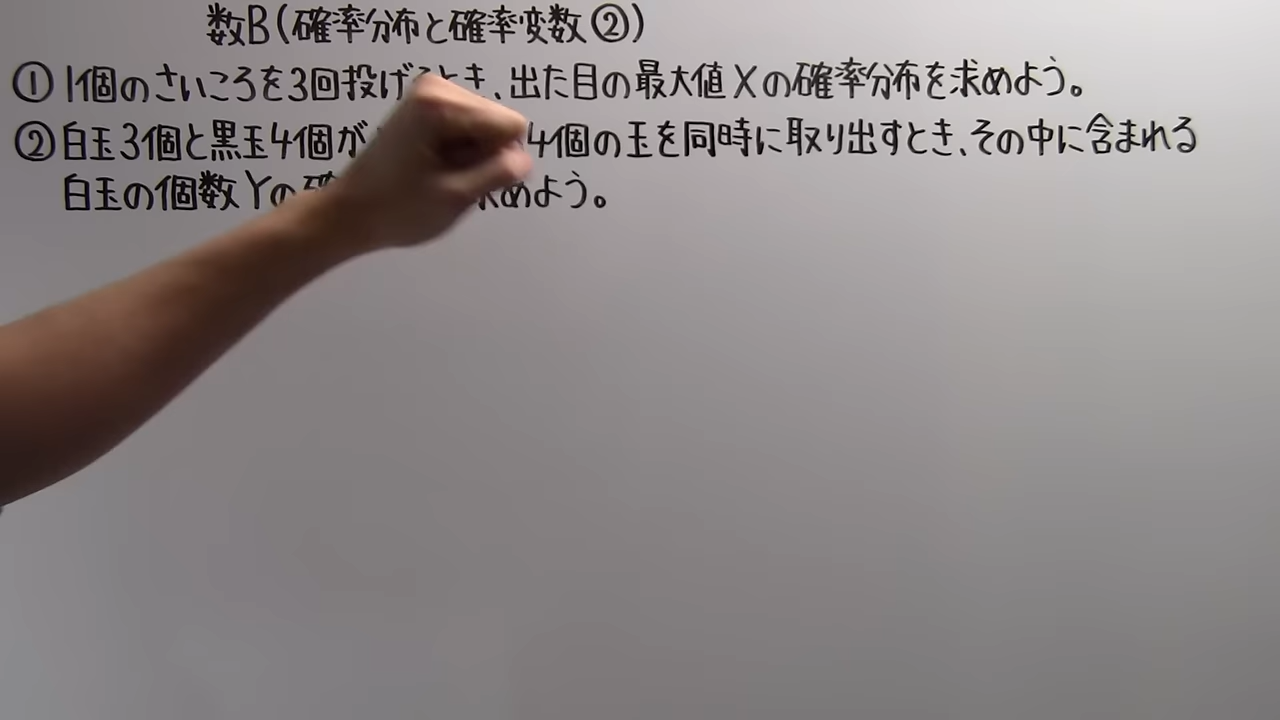 数B(確率分布と確率変数②)
① 1個のさいころを3回投げるとき、出た目の最大値Xの確率分布を求めよう。
② 白玉3個と黒玉4個が 4個の玉を同時に取り出すとき、その中に含まれる
白玉の個数Yの確 求めよう。